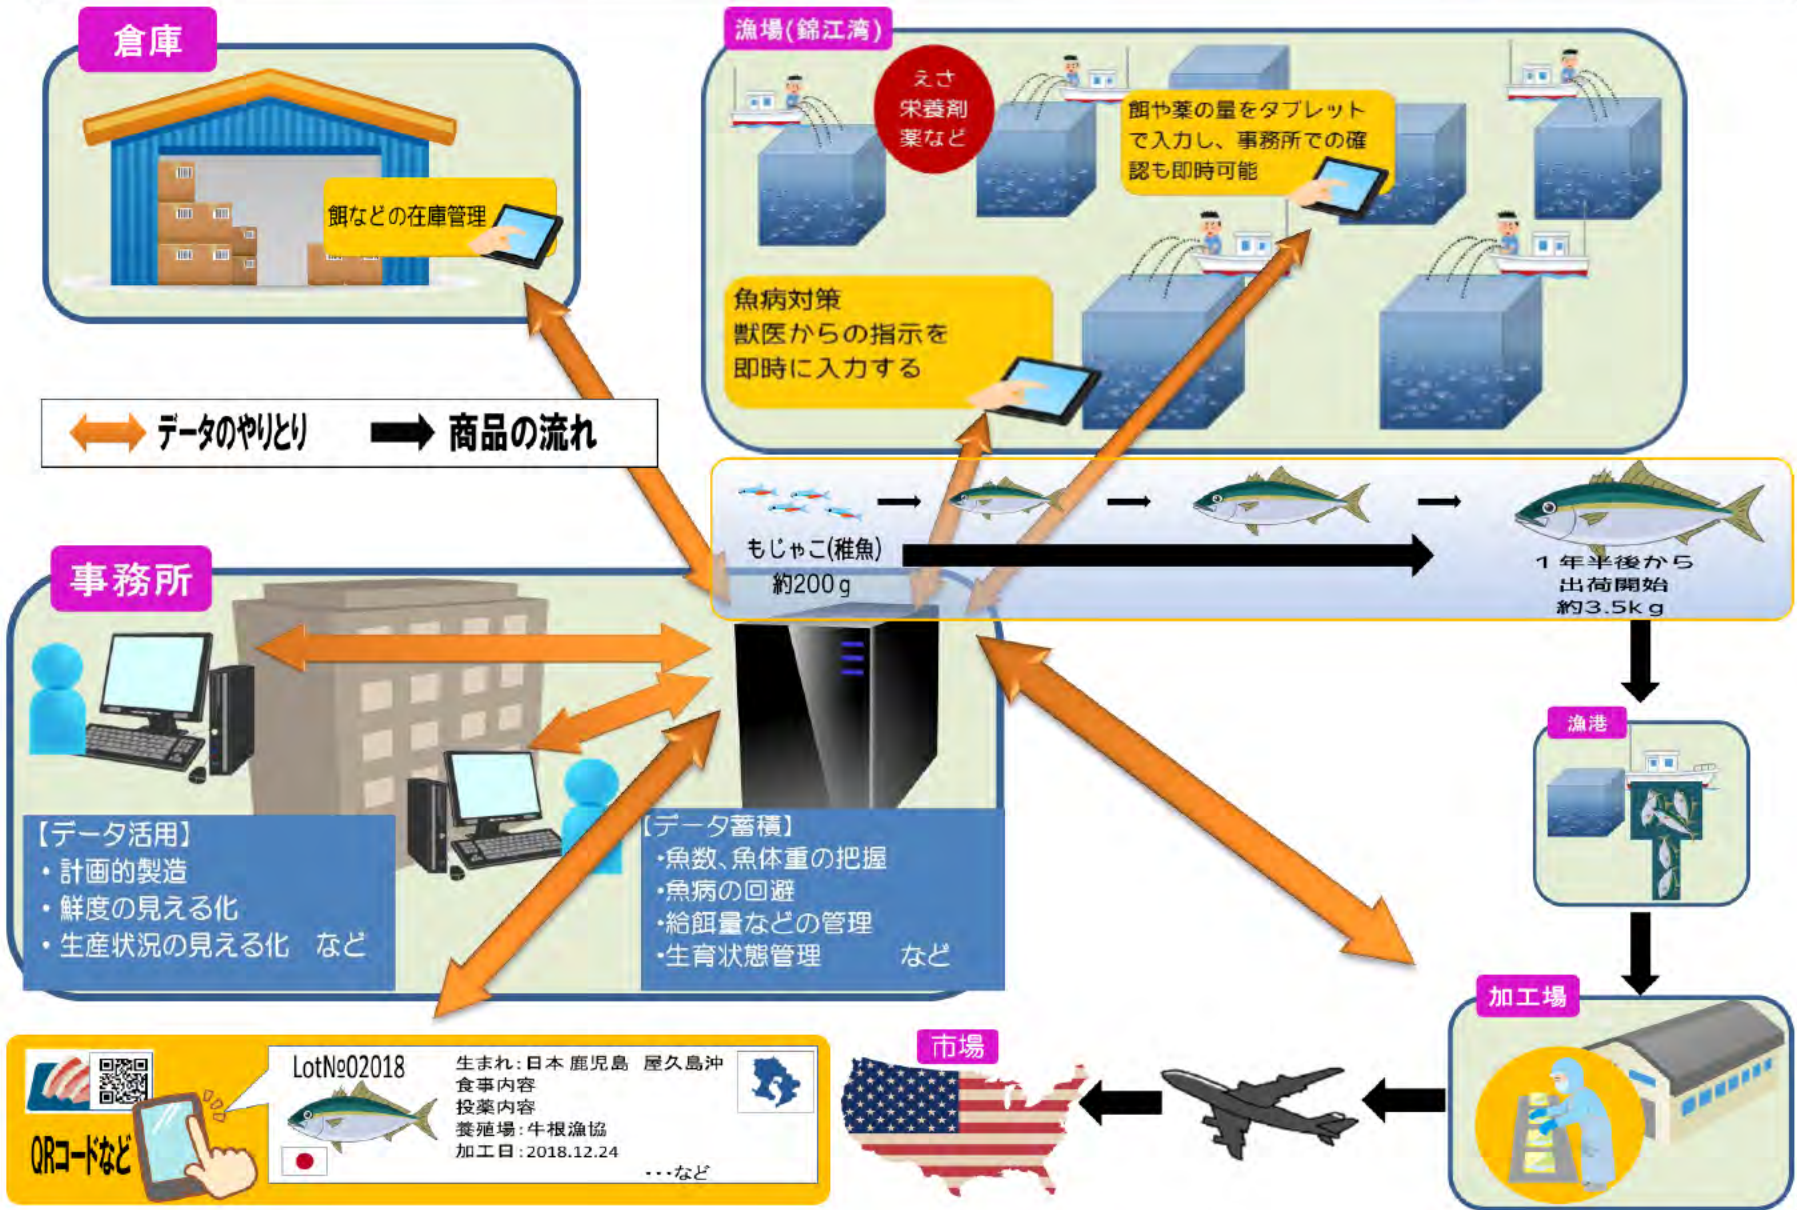 倉庫
餌などの在庫管理
漁場(錦江湾)
えさ
栄養剤
薬など
餌や薬の量をタブレット
で入力し、事務所での確
認も即時可能
魚病対策
獣医からの指示を
即時に入力する
データのやりとり
商品の流れ
もじゃこ(稚魚)
約200g
1年半後から
出荷開始
約3.5kg
事務所
【データ活用】
・計画的製造
・鮮度の見える化
・生産状況の見える化 など
【データ蓄積】
・魚数、魚体重の把握
・魚病の回避
・給餌量などの管理
・生育状態管理 など
漁港
加工場
市場
QRコードなど
Lot№02018
生まれ:日本 鹿児島 屋久島沖
食事内容
投薬内容
養殖場:牛根漁協
加工日:2018.12.24
・・・など